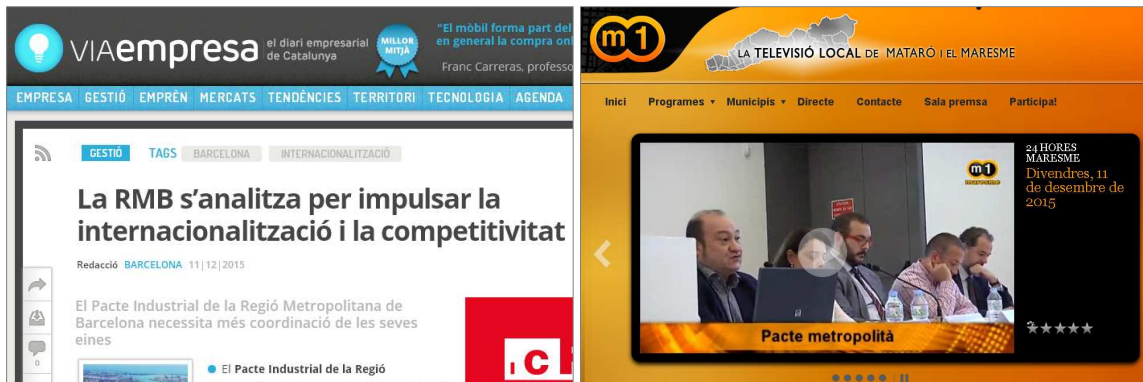 VIAempresa
el diari empresarial
de Catalunya
MILLOR
MITJÀ
"El mòbil forma part del
en general la compra onl
Franc Carreras, professo
EMPRESA GESTIÓ EMPRÈN MERCATS TENDÈNCIES TERRITORI TECNOLOGIA AGENDA
GESTIÓ TAGS BARCELONA INTERNACIONALITZACIÓ
La RMB s'analitza per impulsar la
internacionalització i la competitivitat
Redacció BARCELONA 11|12|2015
El Pacte Industrial de la Regió Metropolitana de
Barcelona necessita més coordinació de les seves
eines
0
El Pacte Industrial de la Regió
m1
LA TELEVISIÓ LOCAL DE MATARÓ I EL MARESME
Inici Programes Municipis Directe Contacte Sala premsa Participa!
m1
maresme
24 HORES
MARESME
Divendres, 11
de desembre de
2015
Pacte metropolità